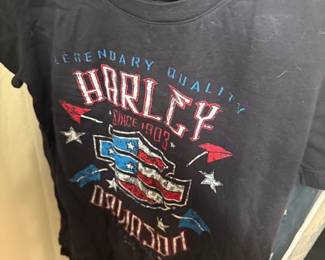 LEGENDARY QUALITY
HARLEY
SINCE 1903
DAVIDSON